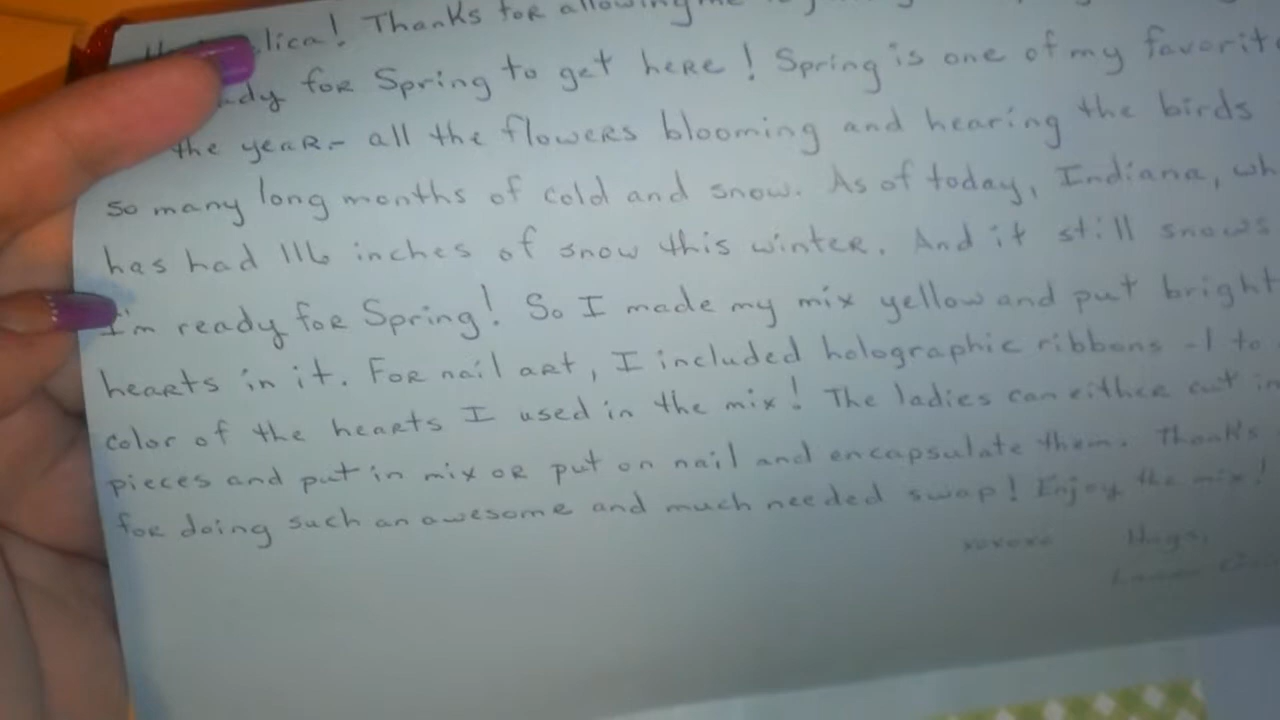 Thanks for allowing me
for Spring to get here! Spring is one of my
the year- all the flowers blooming and hearing the birds
so many long months of cold and snow. As of today, Indiana,
has had 116 inches of snow this winter. And it still snows
I'm ready for Spring! So I made my mix yellow and put bright
hearts in it. For nail art, I included holographic ribbons - 1 to
color of the hearts I used in the mix! The ladies can either cut in
pieces and put in mix or put on nail and encapsulate them. Thanks
for doing such an awesome and much needed swap! Enjoy the mix!
xoxoxo Hugs,